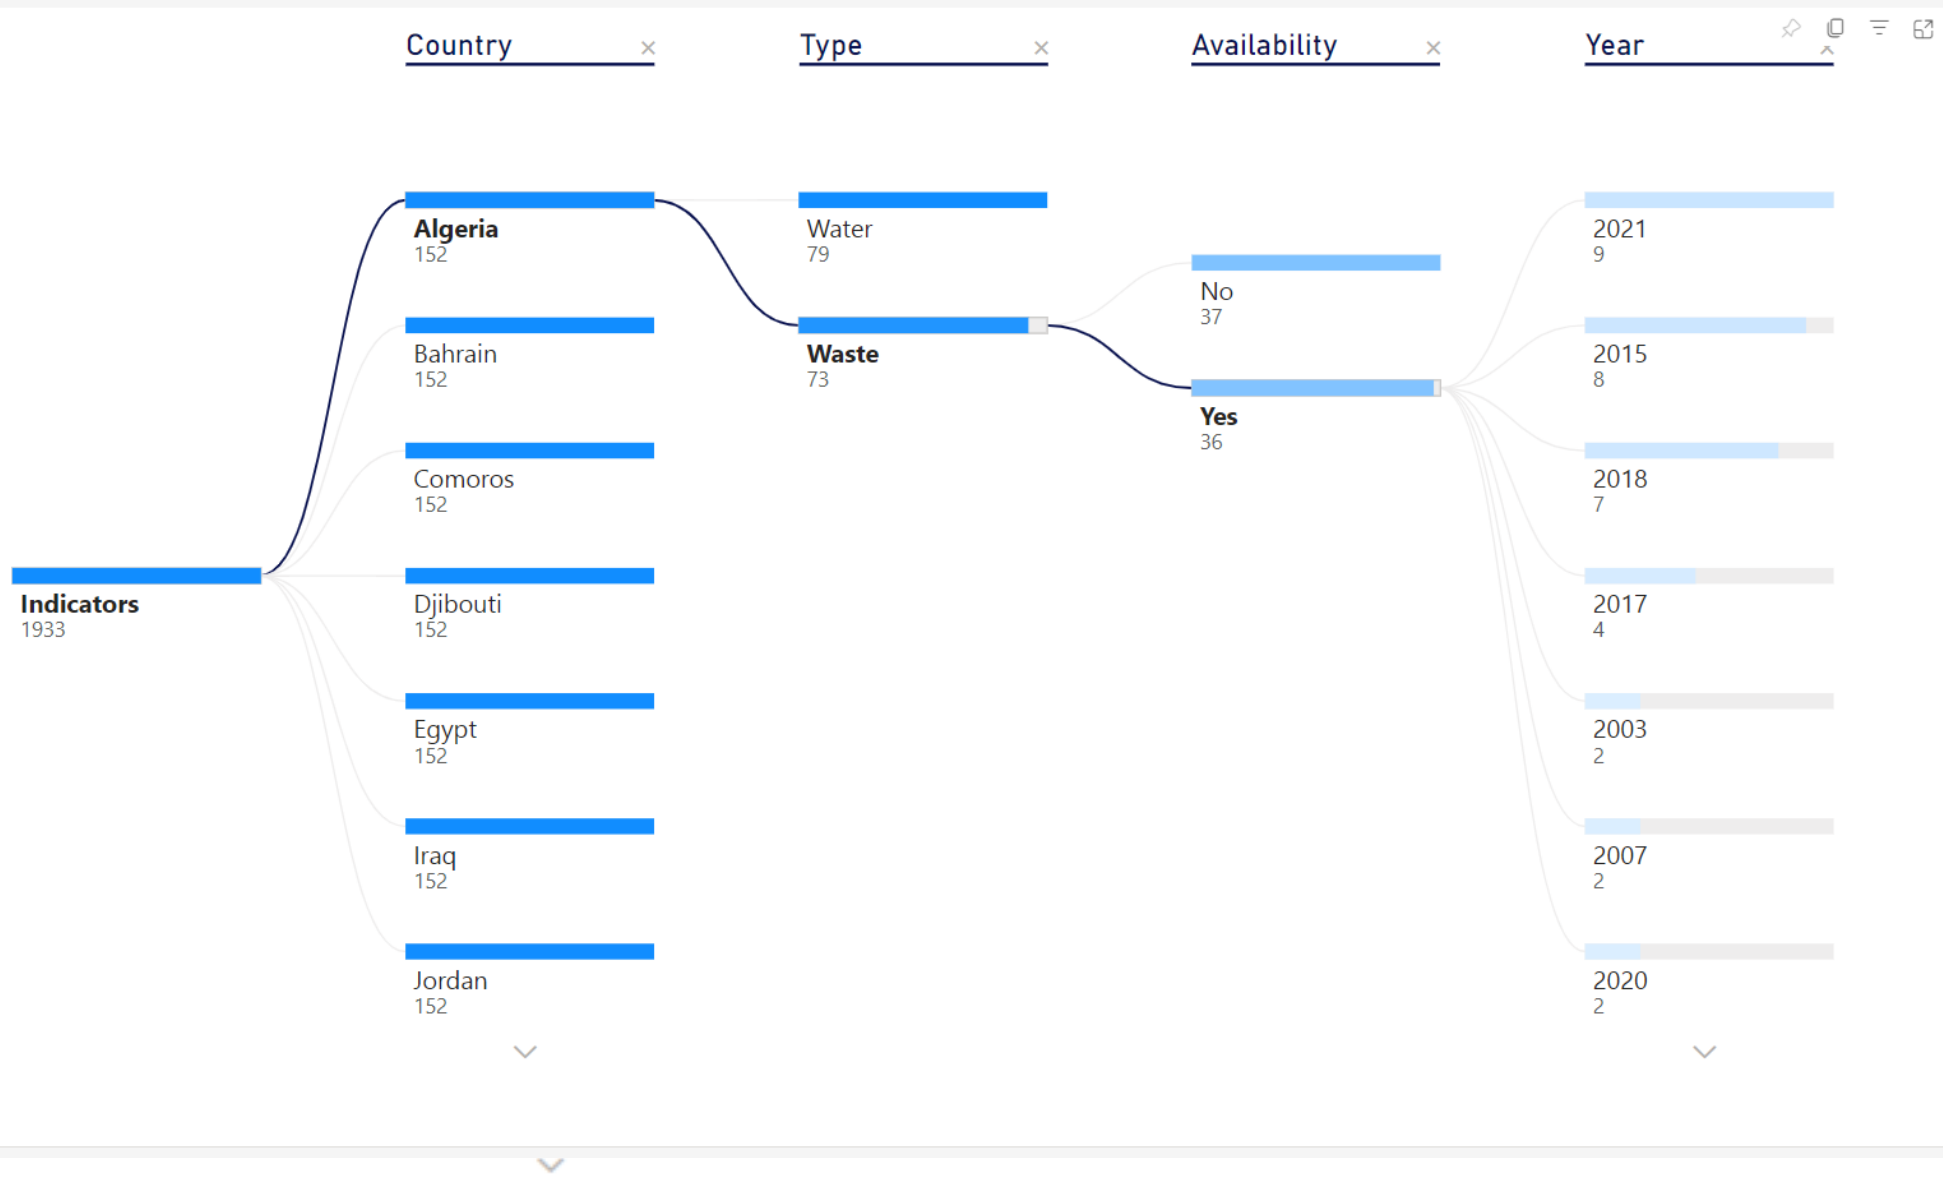 Country
Type
Availability
Year
Algeria
152
Bahrain
152
Comoros
152
Djibouti
152
Egypt
152
Iraq
152
Jordan
152
Indicators
1933
Water
79
Waste
73
No
37
Yes
36
2021
9
2015
8
2018
7
2017
4
2003
2
2007
2
2020
2